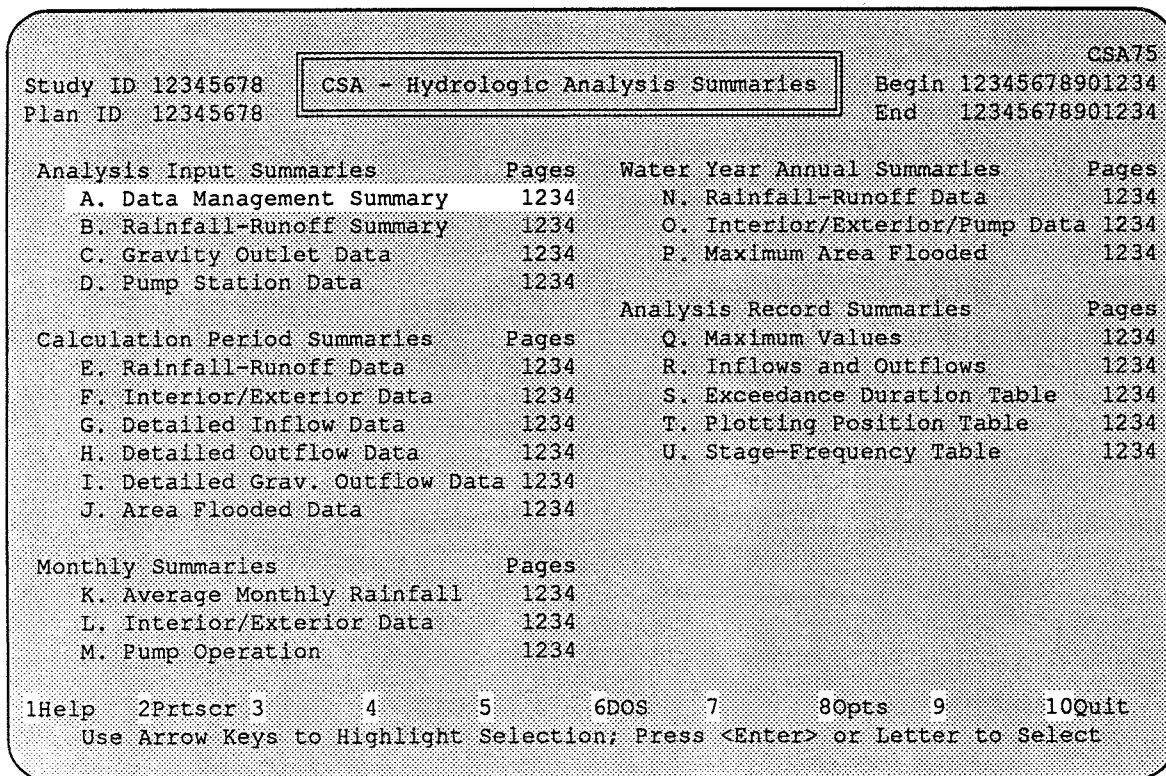 CSA75
Study ID 12345678 CSA - Hydrologic Analysis Summaries Begin 12345678901234
Plan ID 12345678 End 12345678901234
Analysis Input Summaries Pages
A. Data Management Summary 1234
B. Rainfall-Runoff Summary 1234
C. Gravity Outlet Data 1234
D. Pump Station Data 1234
Calculation Period Summaries Pages
E. Rainfall-Runoff Data 1234
F. Interior/Exterior Data 1234
G. Detailed Inflow Data 1234
H. Detailed Outflow Data 1234
I. Detailed Grav. Outflow Data 1234
J. Area Flooded Data 1234
Monthly Summaries Pages
K. Average Monthly Rainfall 1234
L. Interior/Exterior Data 1234
M. Pump Operation 1234
Water Year Annual Summaries Pages
N. Rainfall-Runoff Data 1234
O. Interior/Exterior/Pump Data 1234
P. Maximum Area Flooded 1234
Analysis Record Summaries Pages
Q. Maximum Values 1234
R. Inflows and Outflows 1234
S. Exceedance Duration Table 1234
T. Plotting Position Table 1234
U. Stage-Frequency Table 1234
1Help 2Prtscr 3 4 5 6DOS 7 8Opts 9 10Quit
Use Arrow Keys to Highlight Selection; Press <Enter> or Letter to Select